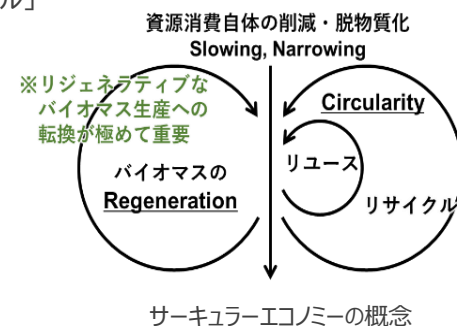 ル」
資源消費自体の削減・脱物質化
Slowing, Narrowing
※リジェネラティブな
バイオマス生産への
転換が極めて重要
Circularity
リユース
バイオマスの
Regeneration
リサイクル
サーキュラーエコノミーの概念